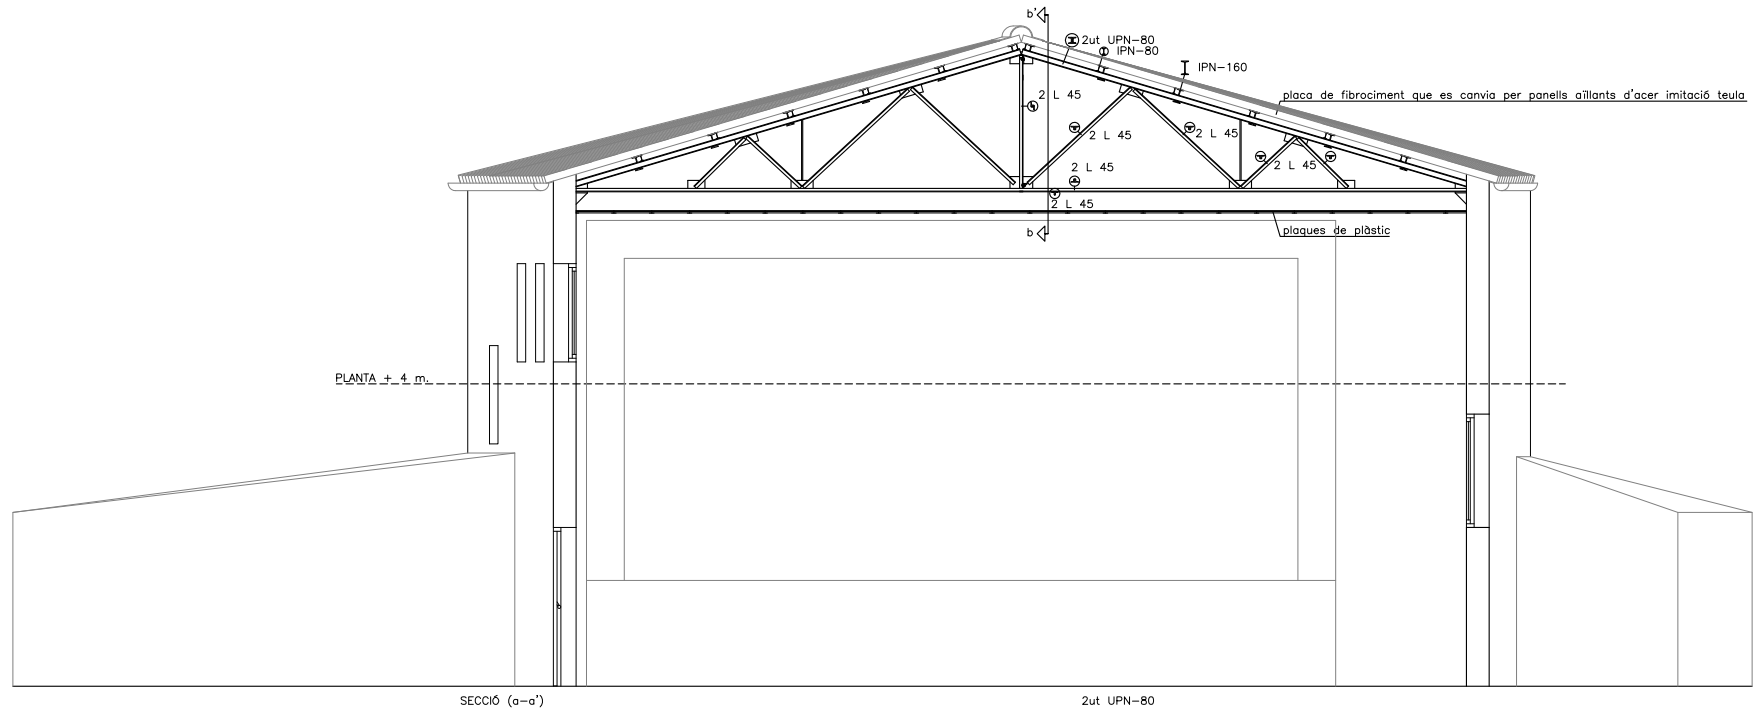 b'
2ut UPN-80
IPN-80
IPN-160
2 L 45
placa de fibrociment que es canvia per panells aïllants d'acer imitació teula
2 L 45
2 L 45
2 L 45
2 L 45
2 L 45
b
plaques de plàstic
PLANTA + 4 m.
SECCIÓ (a-a')
2ut UPN-80